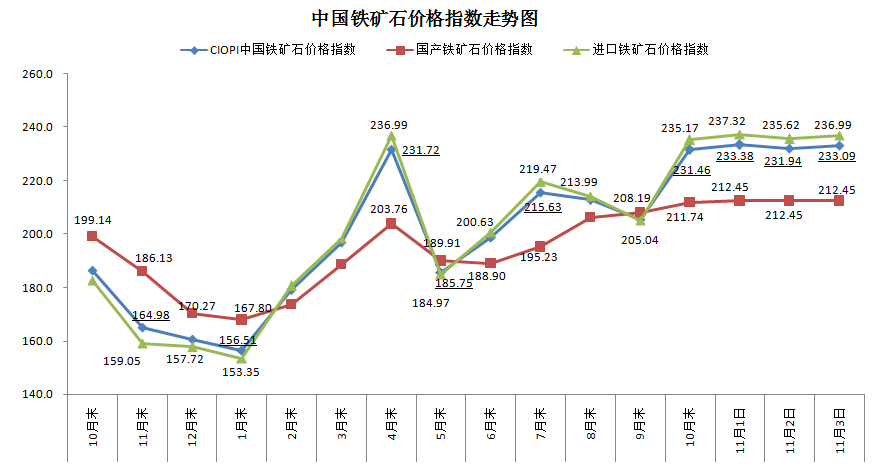 中国铁矿石价格指数走势图
CIOPI中国铁矿石价格指数 国产铁矿石价格指数 进口铁矿石价格指数
260.0
240.0
220.0
200.0
180.0
160.0
140.0
199.14
186.13
164.98
159.05
170.27
157.72
167.80
156.51
153.35
236.99
231.72
203.76
189.91
185.75
184.97
200.63
188.90
219.47
215.63
195.23
213.99
208.19
205.04
235.17
231.46
211.74
237.32
233.38
212.45
235.62
231.94
212.45
236.99
233.09
212.45
10月末
11月末
12月末
1月末
2月末
3月末
4月末
5月末
6月末
7月末
8月末
9月末
10月末
11月1日
11月2日
11月3日